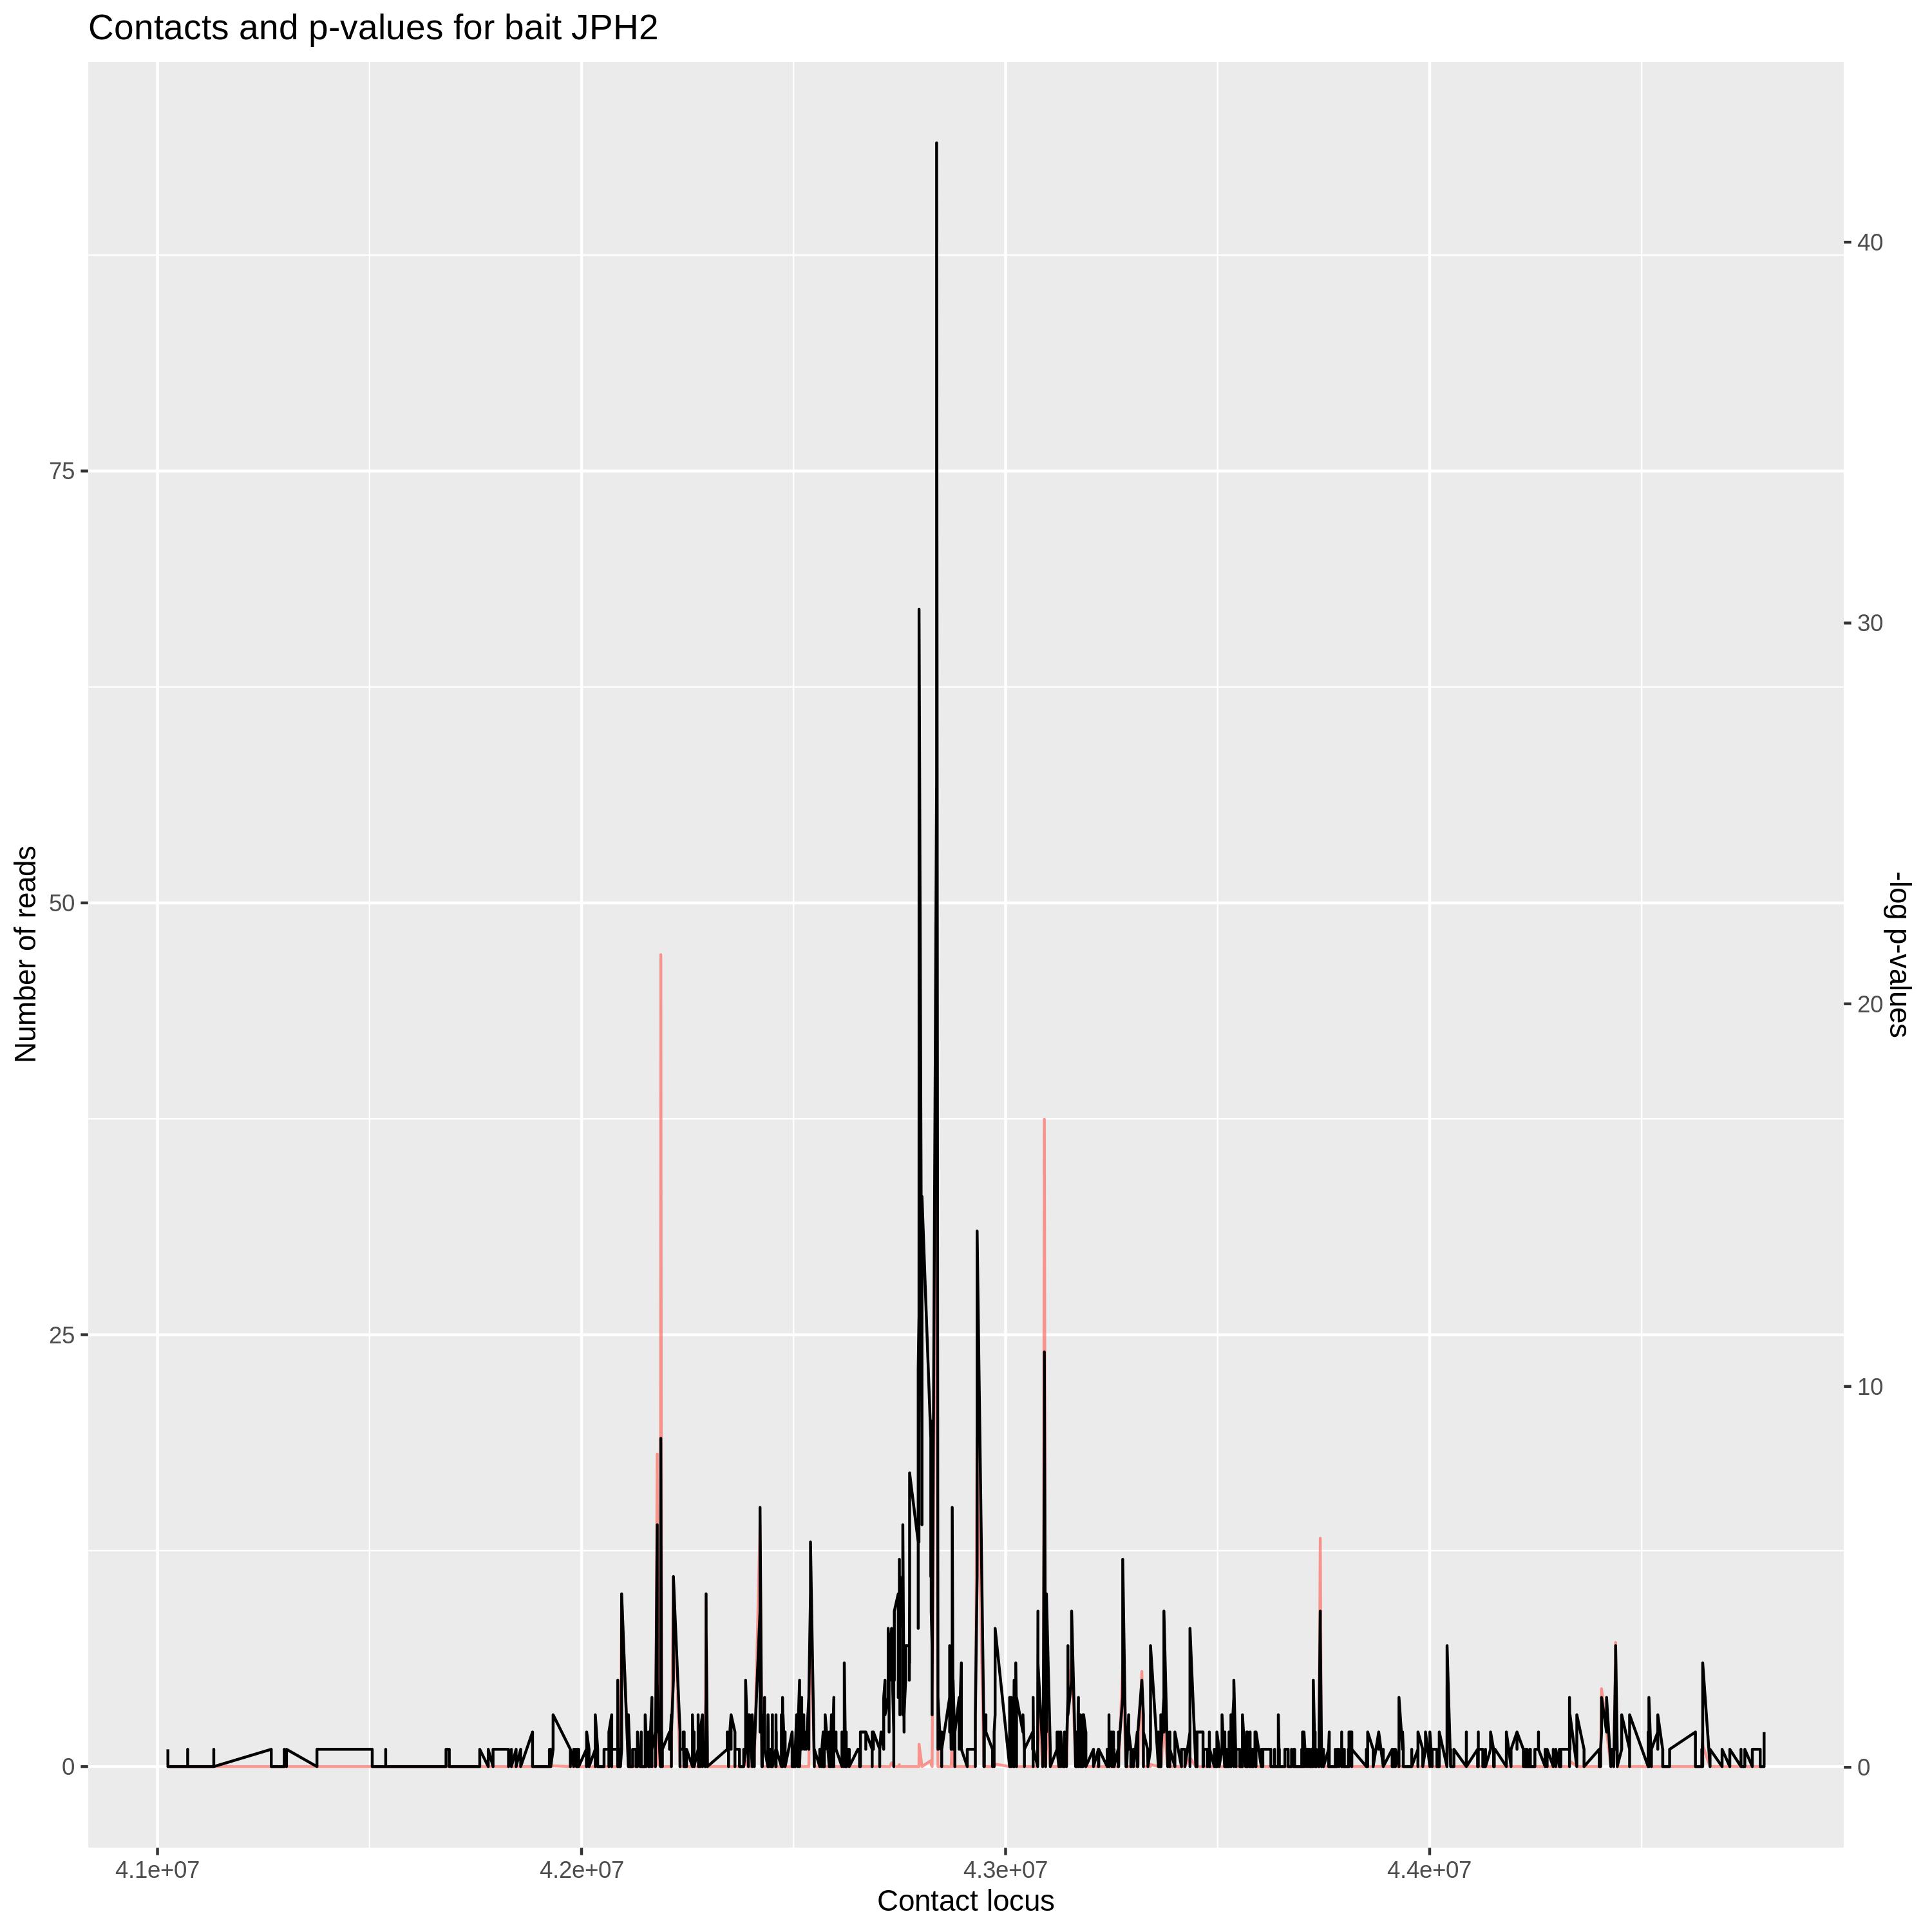 Contacts and p-values for bait JPH2
Number of reads
75
50
25
0
40
30
20
10
0
-log p-values
4.1e+07
4.2e+07
4.3e+07
4.4e+07
Contact locus